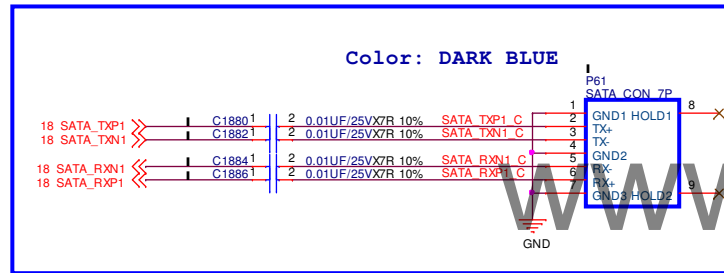 Color: DARK BLUE
P61
SATA_CON_7P
18 SATA_TXP1 C1880 1 2 0.01UF/25VX7R 10% SATA_TXP1_C
18 SATA_TXN1 C1882 1 2 0.01UF/25VX7R 10% SATA_TXN1_C
18 SATA_RXN1 C1884 1 2 0.01UF/25VX7R 10% SATA_RXN1_C
18 SATA_RXP1 C1886 1 2 0.01UF/25VX7R 10% SATA_RXP1_C
1 GND1 HOLD1 8
2 TX+
3 TX-
4 GND2
5 RX-
6 RX+
7 GND3 HOLD2 9
GND
www